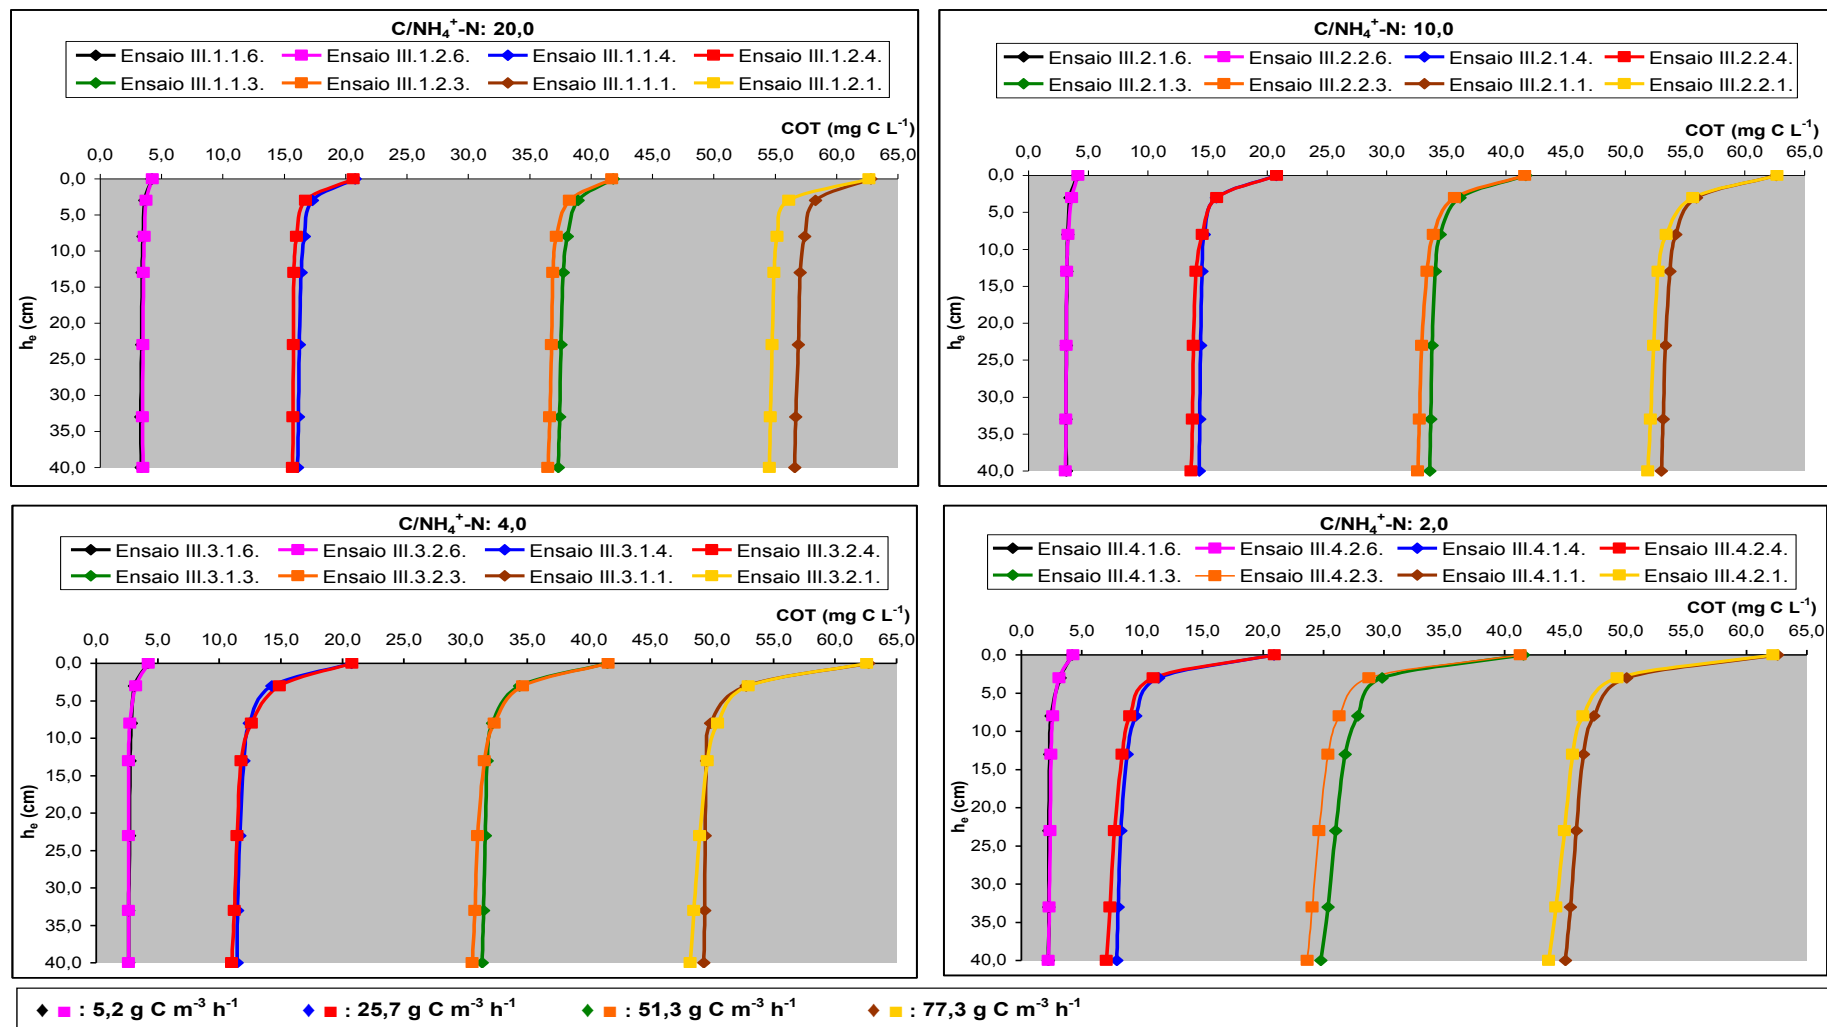 C/NH₄⁺-N: 20,0
Ensaio III.1.1.6. Ensaio III.1.2.6. Ensaio III.1.1.4. Ensaio III.1.2.4.
Ensaio III.1.1.3. Ensaio III.1.2.3. Ensaio III.1.1.1. Ensaio III.1.2.1.
COT (mg C L⁻¹)
0,0 5,0 10,0 15,0 20,0 25,0 30,0 35,0 40,0 45,0 50,0 55,0 60,0 65,0
0,0
5,0
10,0
15,0
20,0
25,0
30,0
35,0
40,0
hₑ (cm)
C/NH₄⁺-N: 10,0
Ensaio III.2.1.6. Ensaio III.2.2.6. Ensaio III.2.1.4. Ensaio III.2.2.4.
Ensaio III.2.1.3. Ensaio III.2.2.3. Ensaio III.2.1.1. Ensaio III.2.2.1.
COT (mg C L⁻¹)
0,0 5,0 10,0 15,0 20,0 25,0 30,0 35,0 40,0 45,0 50,0 55,0 60,0 65,0
0,0
5,0
10,0
15,0
20,0
25,0
30,0
35,0
40,0
hₑ (cm)
C/NH₄⁺-N: 4,0
Ensaio III.3.1.6. Ensaio III.3.2.6. Ensaio III.3.1.4. Ensaio III.3.2.4.
Ensaio III.3.1.3. Ensaio III.3.2.3. Ensaio III.3.1.1. Ensaio III.3.2.1.
COT (mg C L⁻¹)
0,0 5,0 10,0 15,0 20,0 25,0 30,0 35,0 40,0 45,0 50,0 55,0 60,0 65,0
0,0
5,0
10,0
15,0
20,0
25,0
30,0
35,0
40,0
hₑ (cm)
C/NH₄⁺-N: 2,0
Ensaio III.4.1.6. Ensaio III.4.2.6. Ensaio III.4.1.4. Ensaio III.4.2.4.
Ensaio III.4.1.3. Ensaio III.4.2.3. Ensaio III.4.1.1. Ensaio III.4.2.1.
COT (mg C L⁻¹)
0,0 5,0 10,0 15,0 20,0 25,0 30,0 35,0 40,0 45,0 50,0 55,0 60,0 65,0
0,0
5,0
10,0
15,0
20,0
25,0
30,0
35,0
40,0
hₑ (cm)
: 5,2 g C m⁻³ h⁻¹ : 25,7 g C m⁻³ h⁻¹ : 51,3 g C m⁻³ h⁻¹ : 77,3 g C m⁻³ h⁻¹